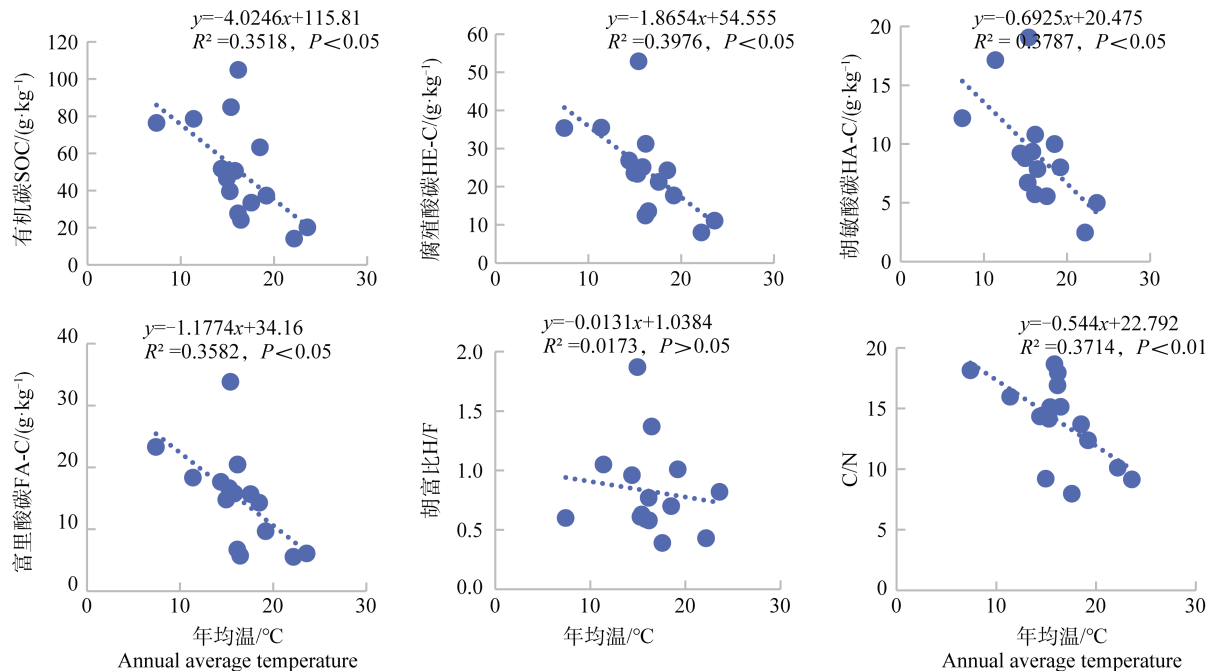 y=−4.0246x+115.81
R² =0.3518，P＜0.05
有机碳SOC/(g·kg⁻¹)
120
100
80
60
40
20
0
0
10
20
30
y=−1.8654x+54.555
R² =0.3976，P＜0.05
腐殖酸碳HE-C/(g·kg⁻¹)
60
50
40
30
20
10
0
0
10
20
30
y=−0.6925x+20.475
R² =0.3787，P＜0.05
胡敏酸碳HA-C/(g·kg⁻¹)
20
15
10
5
0
0
10
20
30
y=−1.1774x+34.16
R² =0.3582，P＜0.05
富里酸碳FA-C/(g·kg⁻¹)
40
30
20
10
0
0
10
20
30
年均温/℃
Annual average temperature
y=−0.0131x+1.0384
R² =0.0173，P＞0.05
胡富比H/F
2.0
1.5
1.0
0.5
0.0
0
10
20
30
年均温/℃
y=−0.544x+22.792
R² =0.3714，P＜0.01
C/N
20
15
10
5
0
0
10
20
30
年均温/℃
Annual average temperature